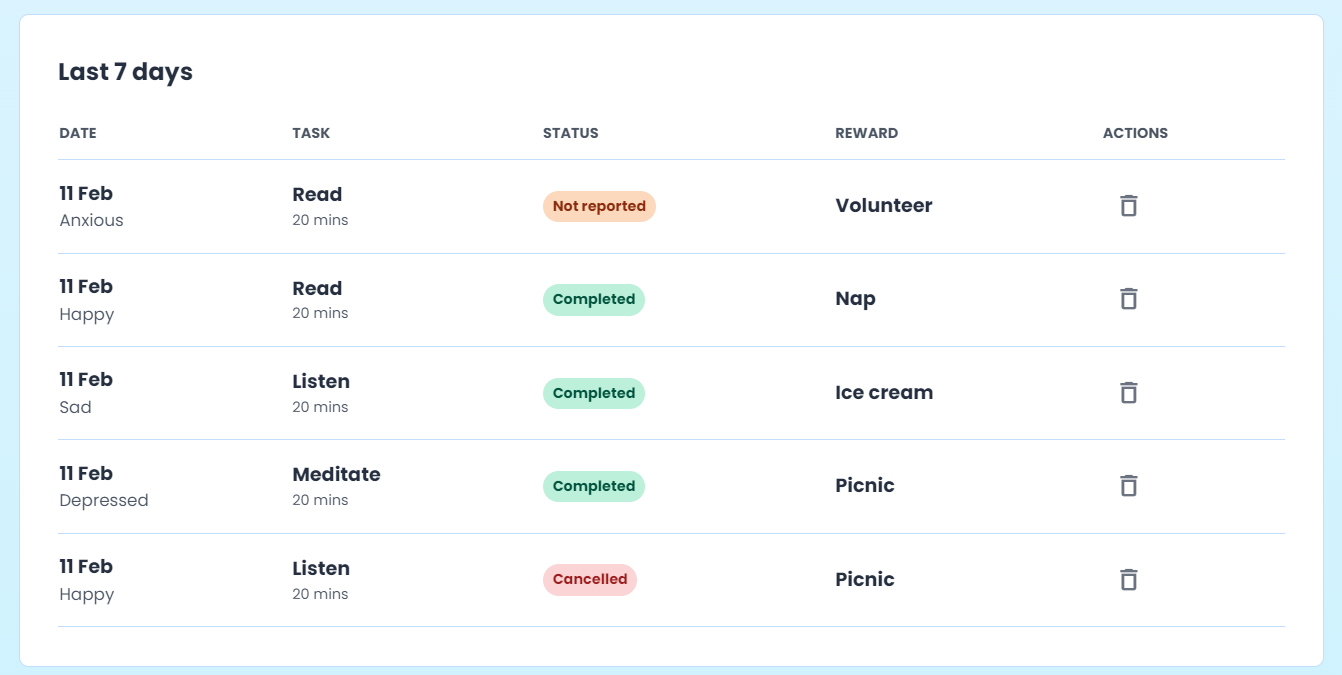 Last 7 days
DATE TASK STATUS REWARD ACTIONS
11 Feb Read Not reported Volunteer
Anxious 20 mins
11 Feb Read Completed Nap
Happy 20 mins
11 Feb Listen Completed Ice cream
Sad 20 mins
11 Feb Meditate Completed Picnic
Depressed 20 mins
11 Feb Listen Cancelled Picnic
Happy 20 mins